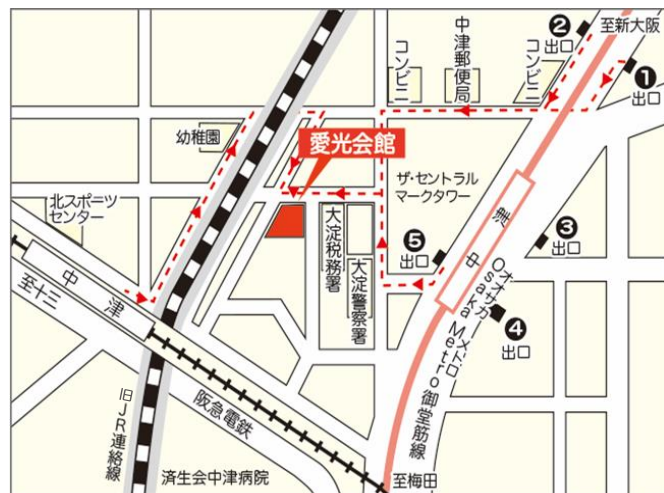 ❷
出口
至新大阪
❶
出口
コンビニ
中津郵便局
コンビニ
幼稚園
愛光会館
ザ・セントラル
マークタワー
北スポーツ
センター
大淀税務署
大淀警察署
❺
出口
中津
❸
出口
中津
至十三
オオサカ メトロ
Osaka Metro御堂筋線
❹
出口
旧JR連絡線
阪急電鉄
済生会中津病院
至梅田